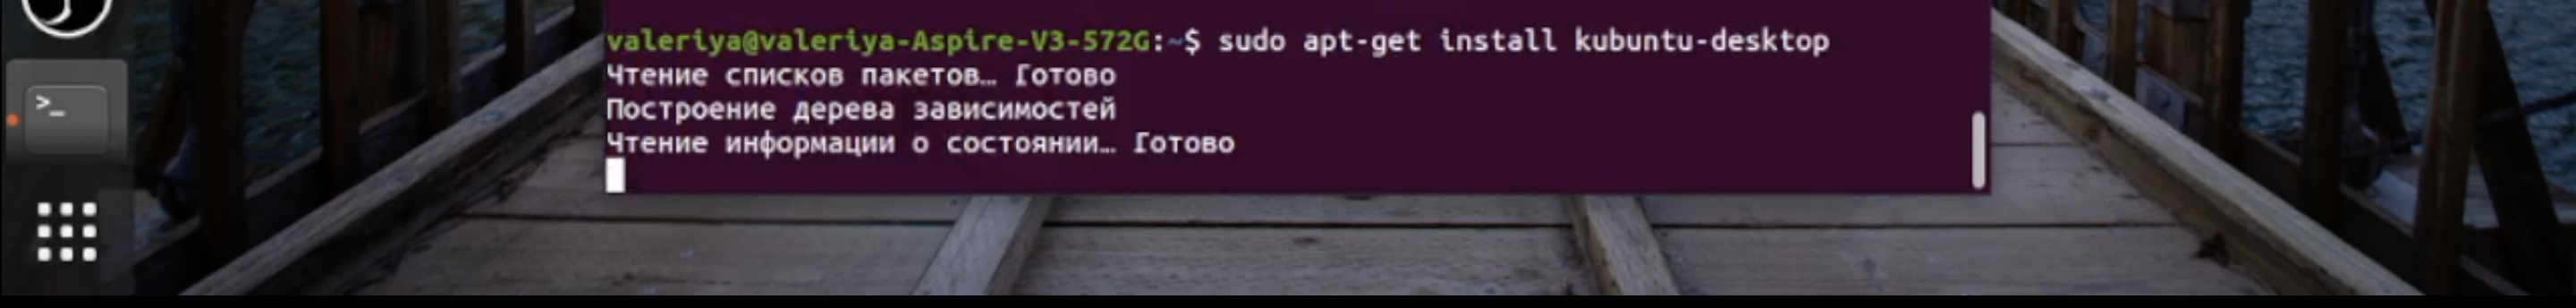 valeriya@valeriya-Aspire-V3-572G:~$ sudo apt-get install kubuntu-desktop
Чтение списков пакетов… Готово
Построение дерева зависимостей
Чтение информации о состоянии… Готово